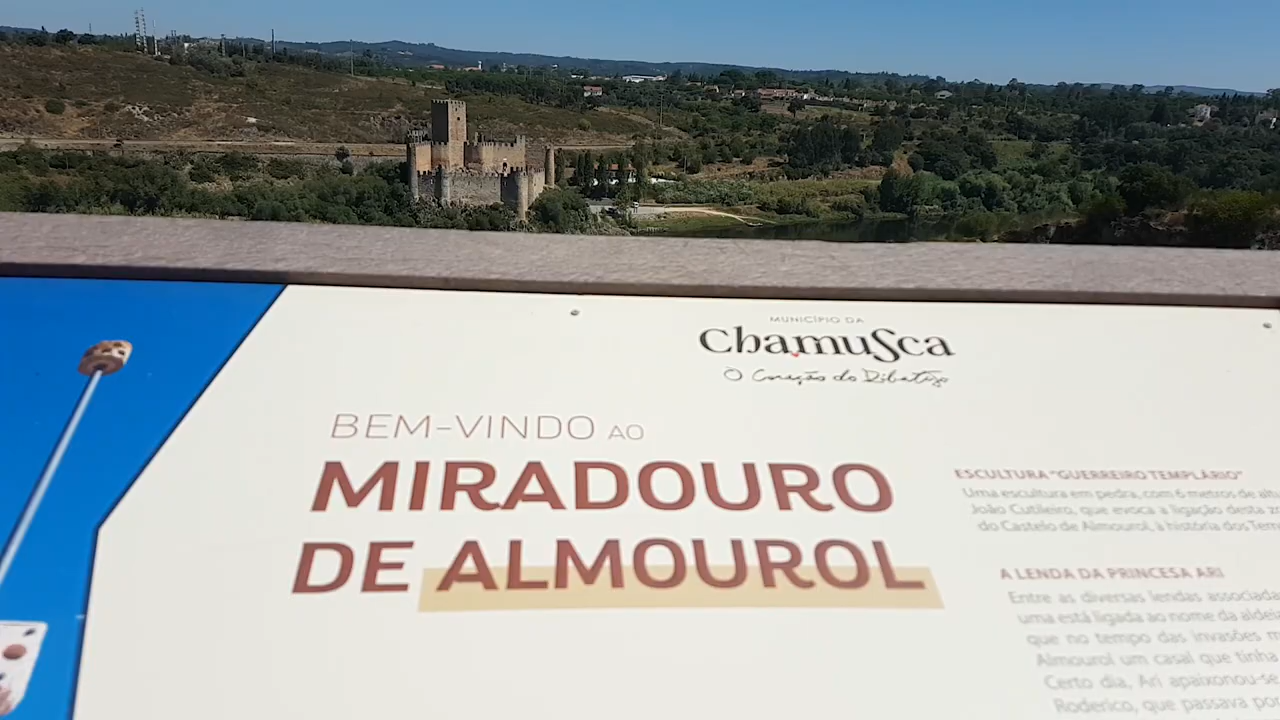 MUNICÍPIO DA
Chamusca
O Coração do Ribatejo
BEM-VINDO AO
MIRADOURO
DE ALMOUROL
ESCULTURA "GUERREIRO TEMPLÁRIO"
Uma escultura em pedra, com 6 metros de
João Cutileiro, que evoca a ligação desta
do Castelo de Almourol, à história dos
A LENDA DA PRINCESA ARI
Entre as diversas lendas
uma está ligada ao nome da
que no tempo das invasões
Almourol um casal que tinha
Certo dia, Ari apaixonou-se
Roderico, que passava por